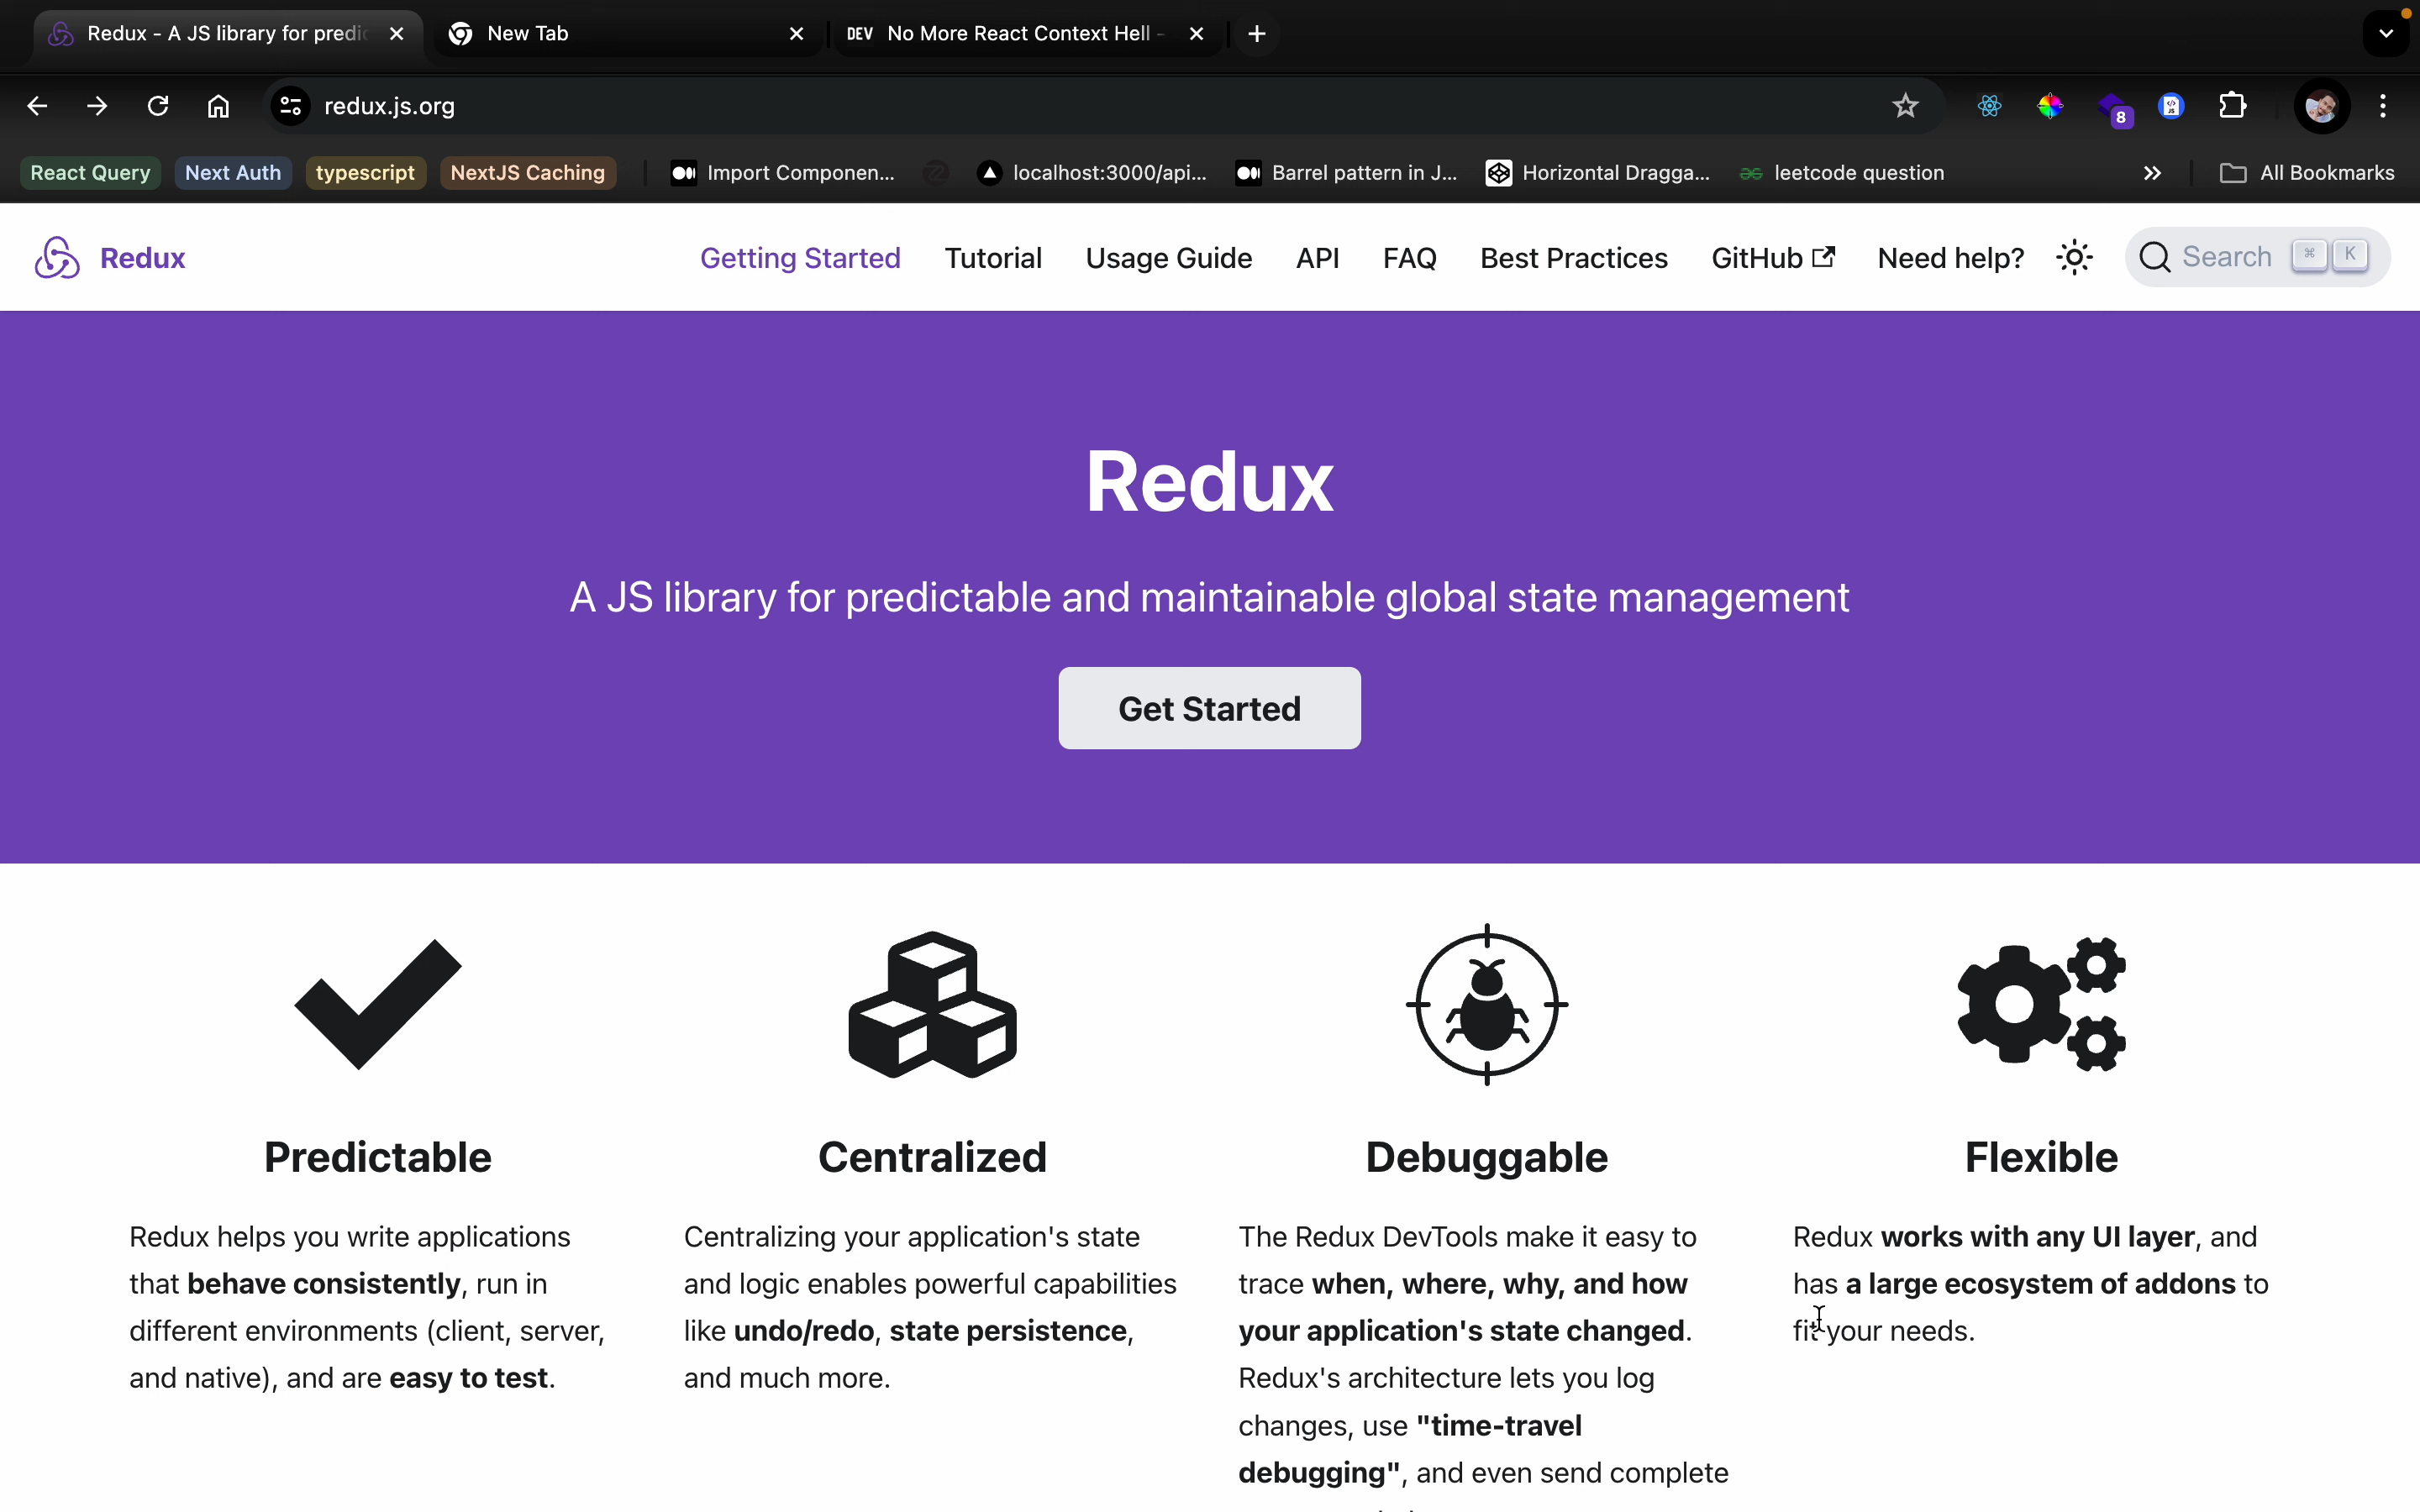 Redux - A JS library for predic
New Tab
DEV No More React Context Hell -
redux.js.org
8
React Query
Next Auth
typescript
NextJS Caching
Import Componen...
localhost:3000/api...
Barrel pattern in J...
Horizontal Dragga...
leetcode question
All Bookmarks
Redux
Getting Started
Tutorial
Usage Guide
API
FAQ
Best Practices
GitHub
Need help?
Search ⌘ K
Redux
A JS library for predictable and maintainable global state management
Get Started
Predictable
Redux helps you write applications
that behave consistently, run in
different environments (client, server,
and native), and are easy to test.
Centralized
Centralizing your application's state
and logic enables powerful capabilities
like undo/redo, state persistence,
and much more.
Debuggable
The Redux DevTools make it easy to
trace when, where, why, and how
your application's state changed.
Redux's architecture lets you log
changes, use "time-travel
debugging", and even send complete
Flexible
Redux works with any UI layer, and
has a large ecosystem of addons to
fit your needs.